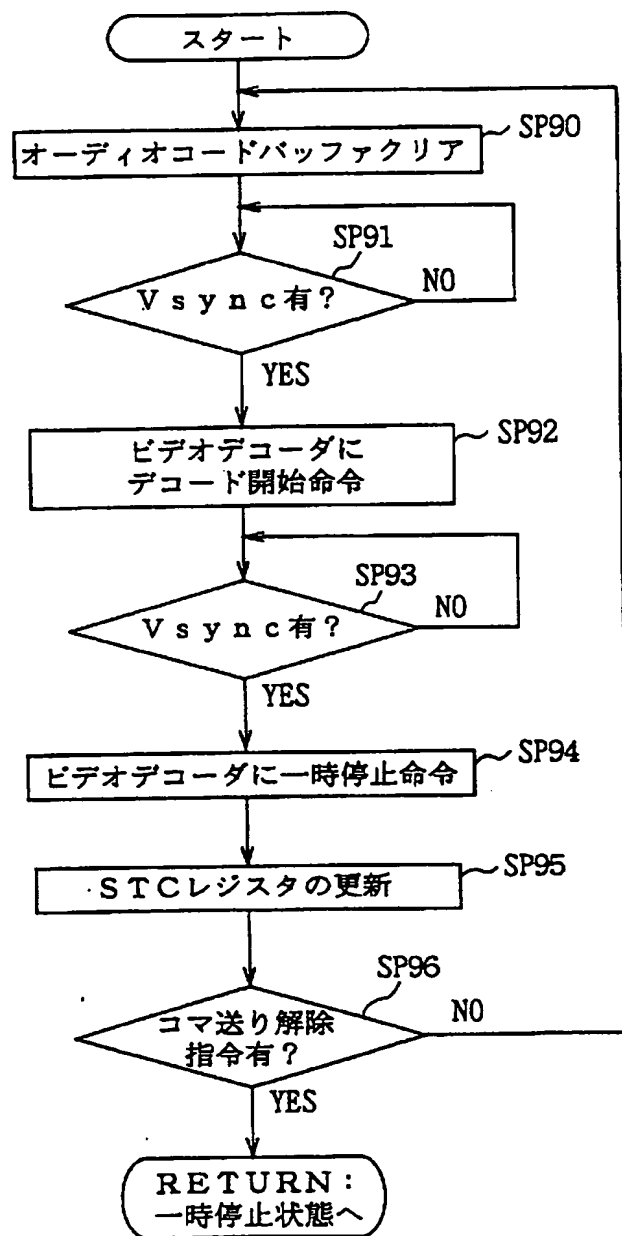 スタート
SP90
オーディオコードバッファクリア
SP91
Vsync有?
NO
YES
SP92
ビデオデコーダに
デコード開始命令
SP93
Vsync有?
NO
YES
SP94
ビデオデコーダに一時停止命令
SP95
STCレジスタの更新
SP96
コマ送り解除
指令有?
NO
YES
RETURN:
一時停止状態へ